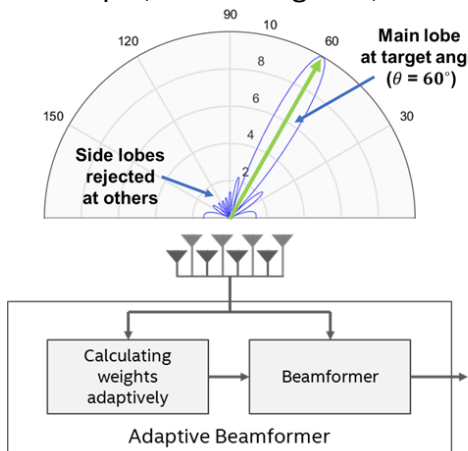 90
120
10
60
8
Main lobe
at target ang
(θ = 60°)
6
150
30
4
Side lobes
rejected
at others
2
Calculating
weights
adaptively
Beamformer
Adaptive Beamformer